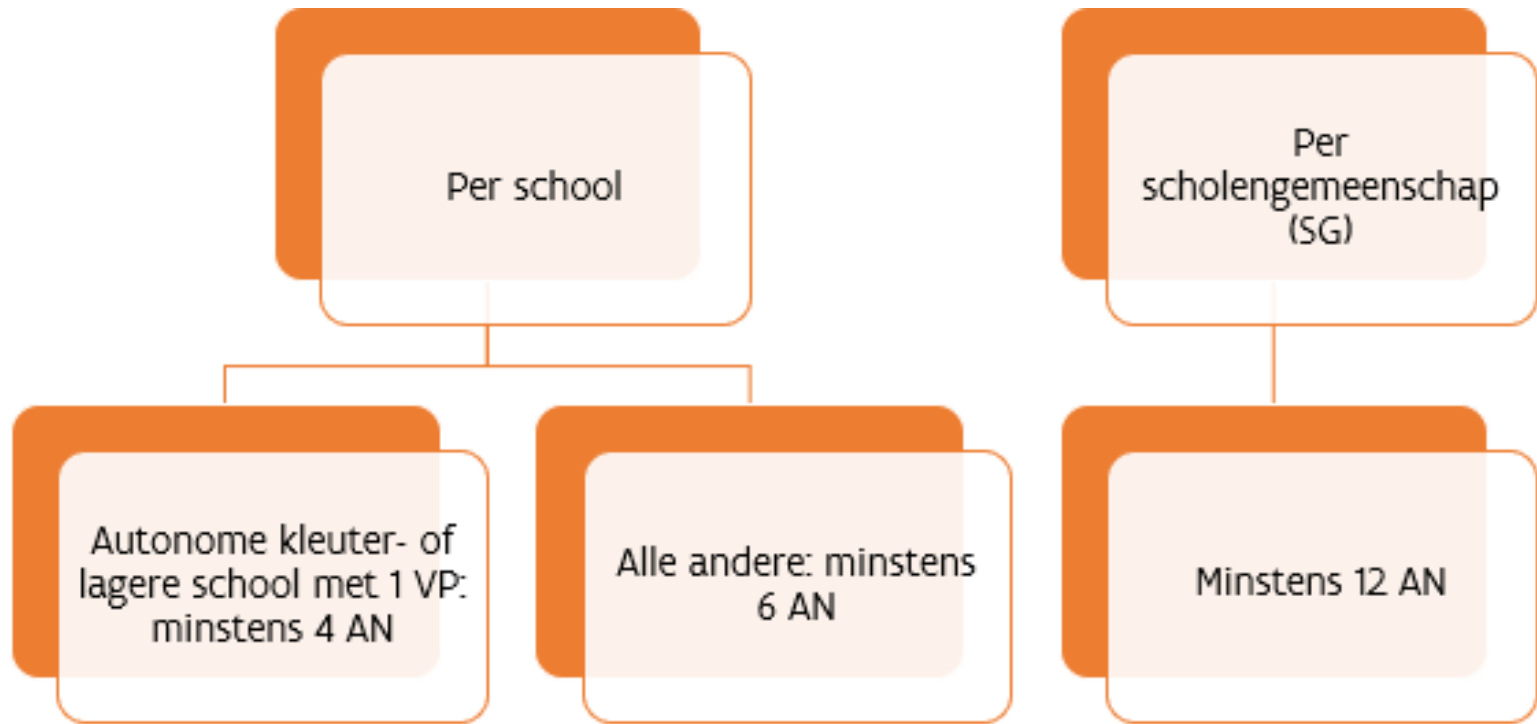 Per school
Per
scholengemeenschap
(SG)
Autonome kleuter- of
lagere school met 1 VP:
minstens 4 AN
Alle andere: minstens
6 AN
Minstens 12 AN